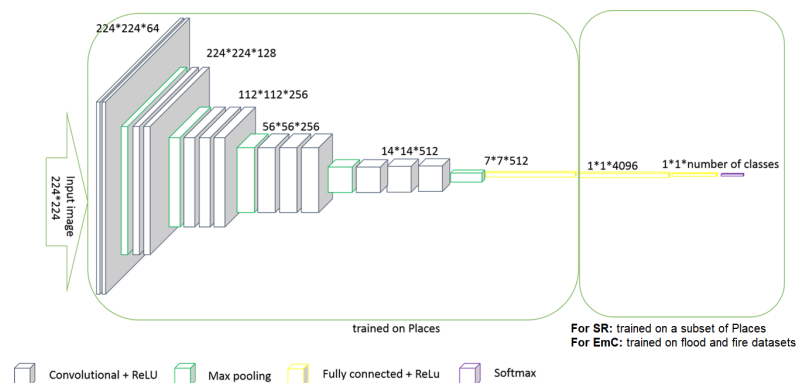 224*224*64
224*224*128
112*112*256
56*56*256
14*14*512
7*7*512
1*1*4096
1*1*number of classes
Input image
224*224
trained on Places
For SR: trained on a subset of Places
For EmC: trained on flood and fire datasets
Convolutional + ReLU
Max pooling
Fully connected + ReLu
Softmax